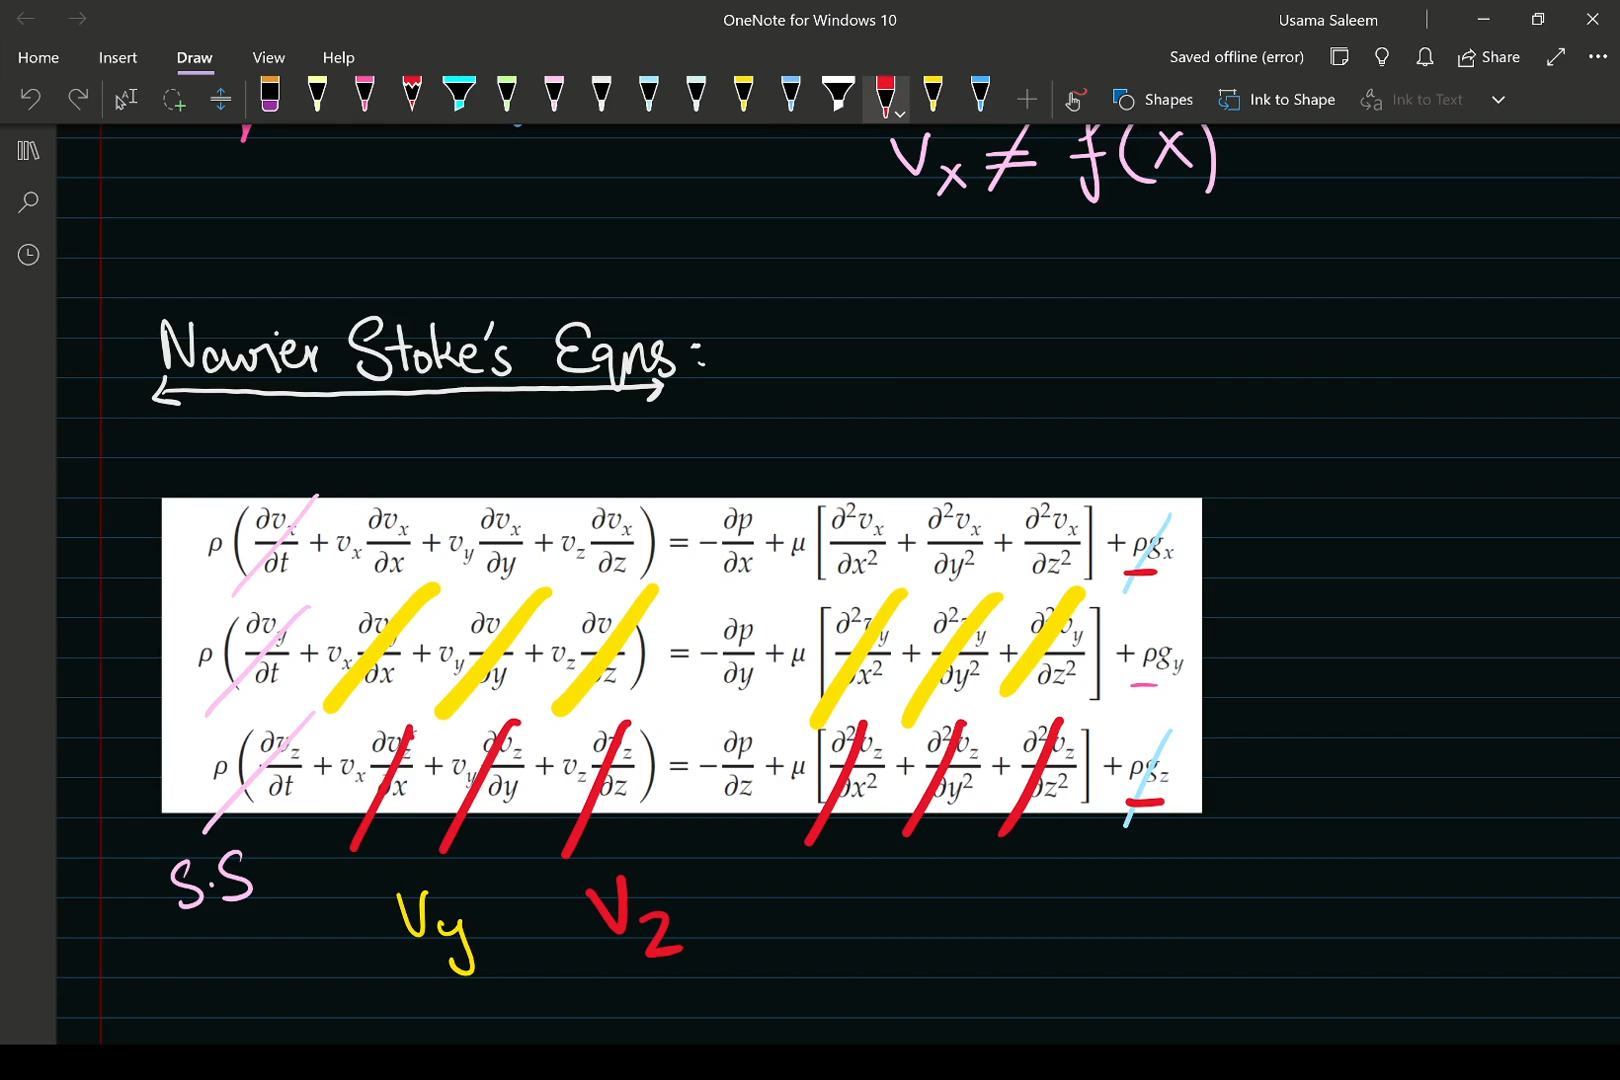 OneNote for Windows 10
Usama Saleem
Home Insert Draw View Help
Saved offline (error)
Share
Shapes
Ink to Shape
Ink to Text
Vx ≠ f(x)
Navier Stoke's Eqns:
ρ(∂vx/∂t + vx ∂vx/∂x + vy ∂vx/∂y + vz ∂vx/∂z) = −∂p/∂x + μ[∂²vx/∂x² + ∂²vx/∂y² + ∂²vx/∂z²] + ρgx
ρ(∂vy/∂t + vx ∂vy/∂x + vy ∂vy/∂y + vz ∂vy/∂z) = −∂p/∂y + μ[∂²vy/∂x² + ∂²vy/∂y² + ∂²vy/∂z²] + ρgy
ρ(∂vz/∂t + vx ∂vz/∂x + vy ∂vz/∂y + vz ∂vz/∂z) = −∂p/∂z + μ[∂²vz/∂x² + ∂²vz/∂y² + ∂²vz/∂z²] + ρgz
S.S
Vy
Vz